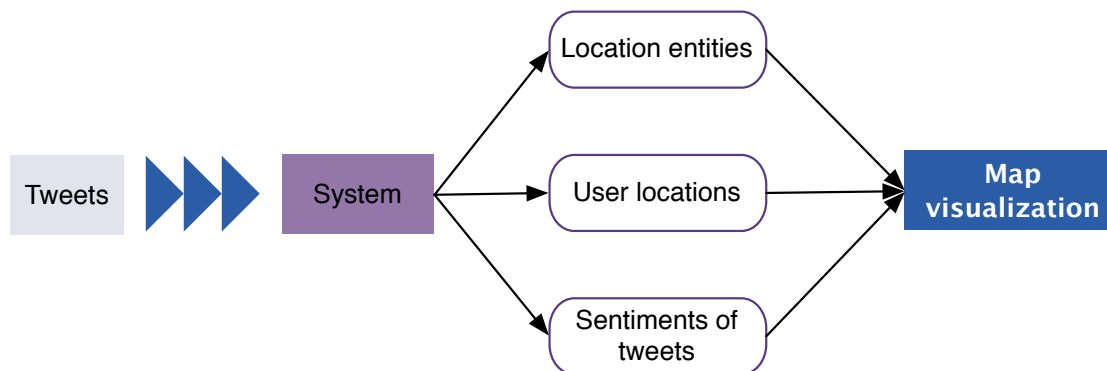 Tweets
System
Location entities
User locations
Sentiments of
tweets
Map
visualization